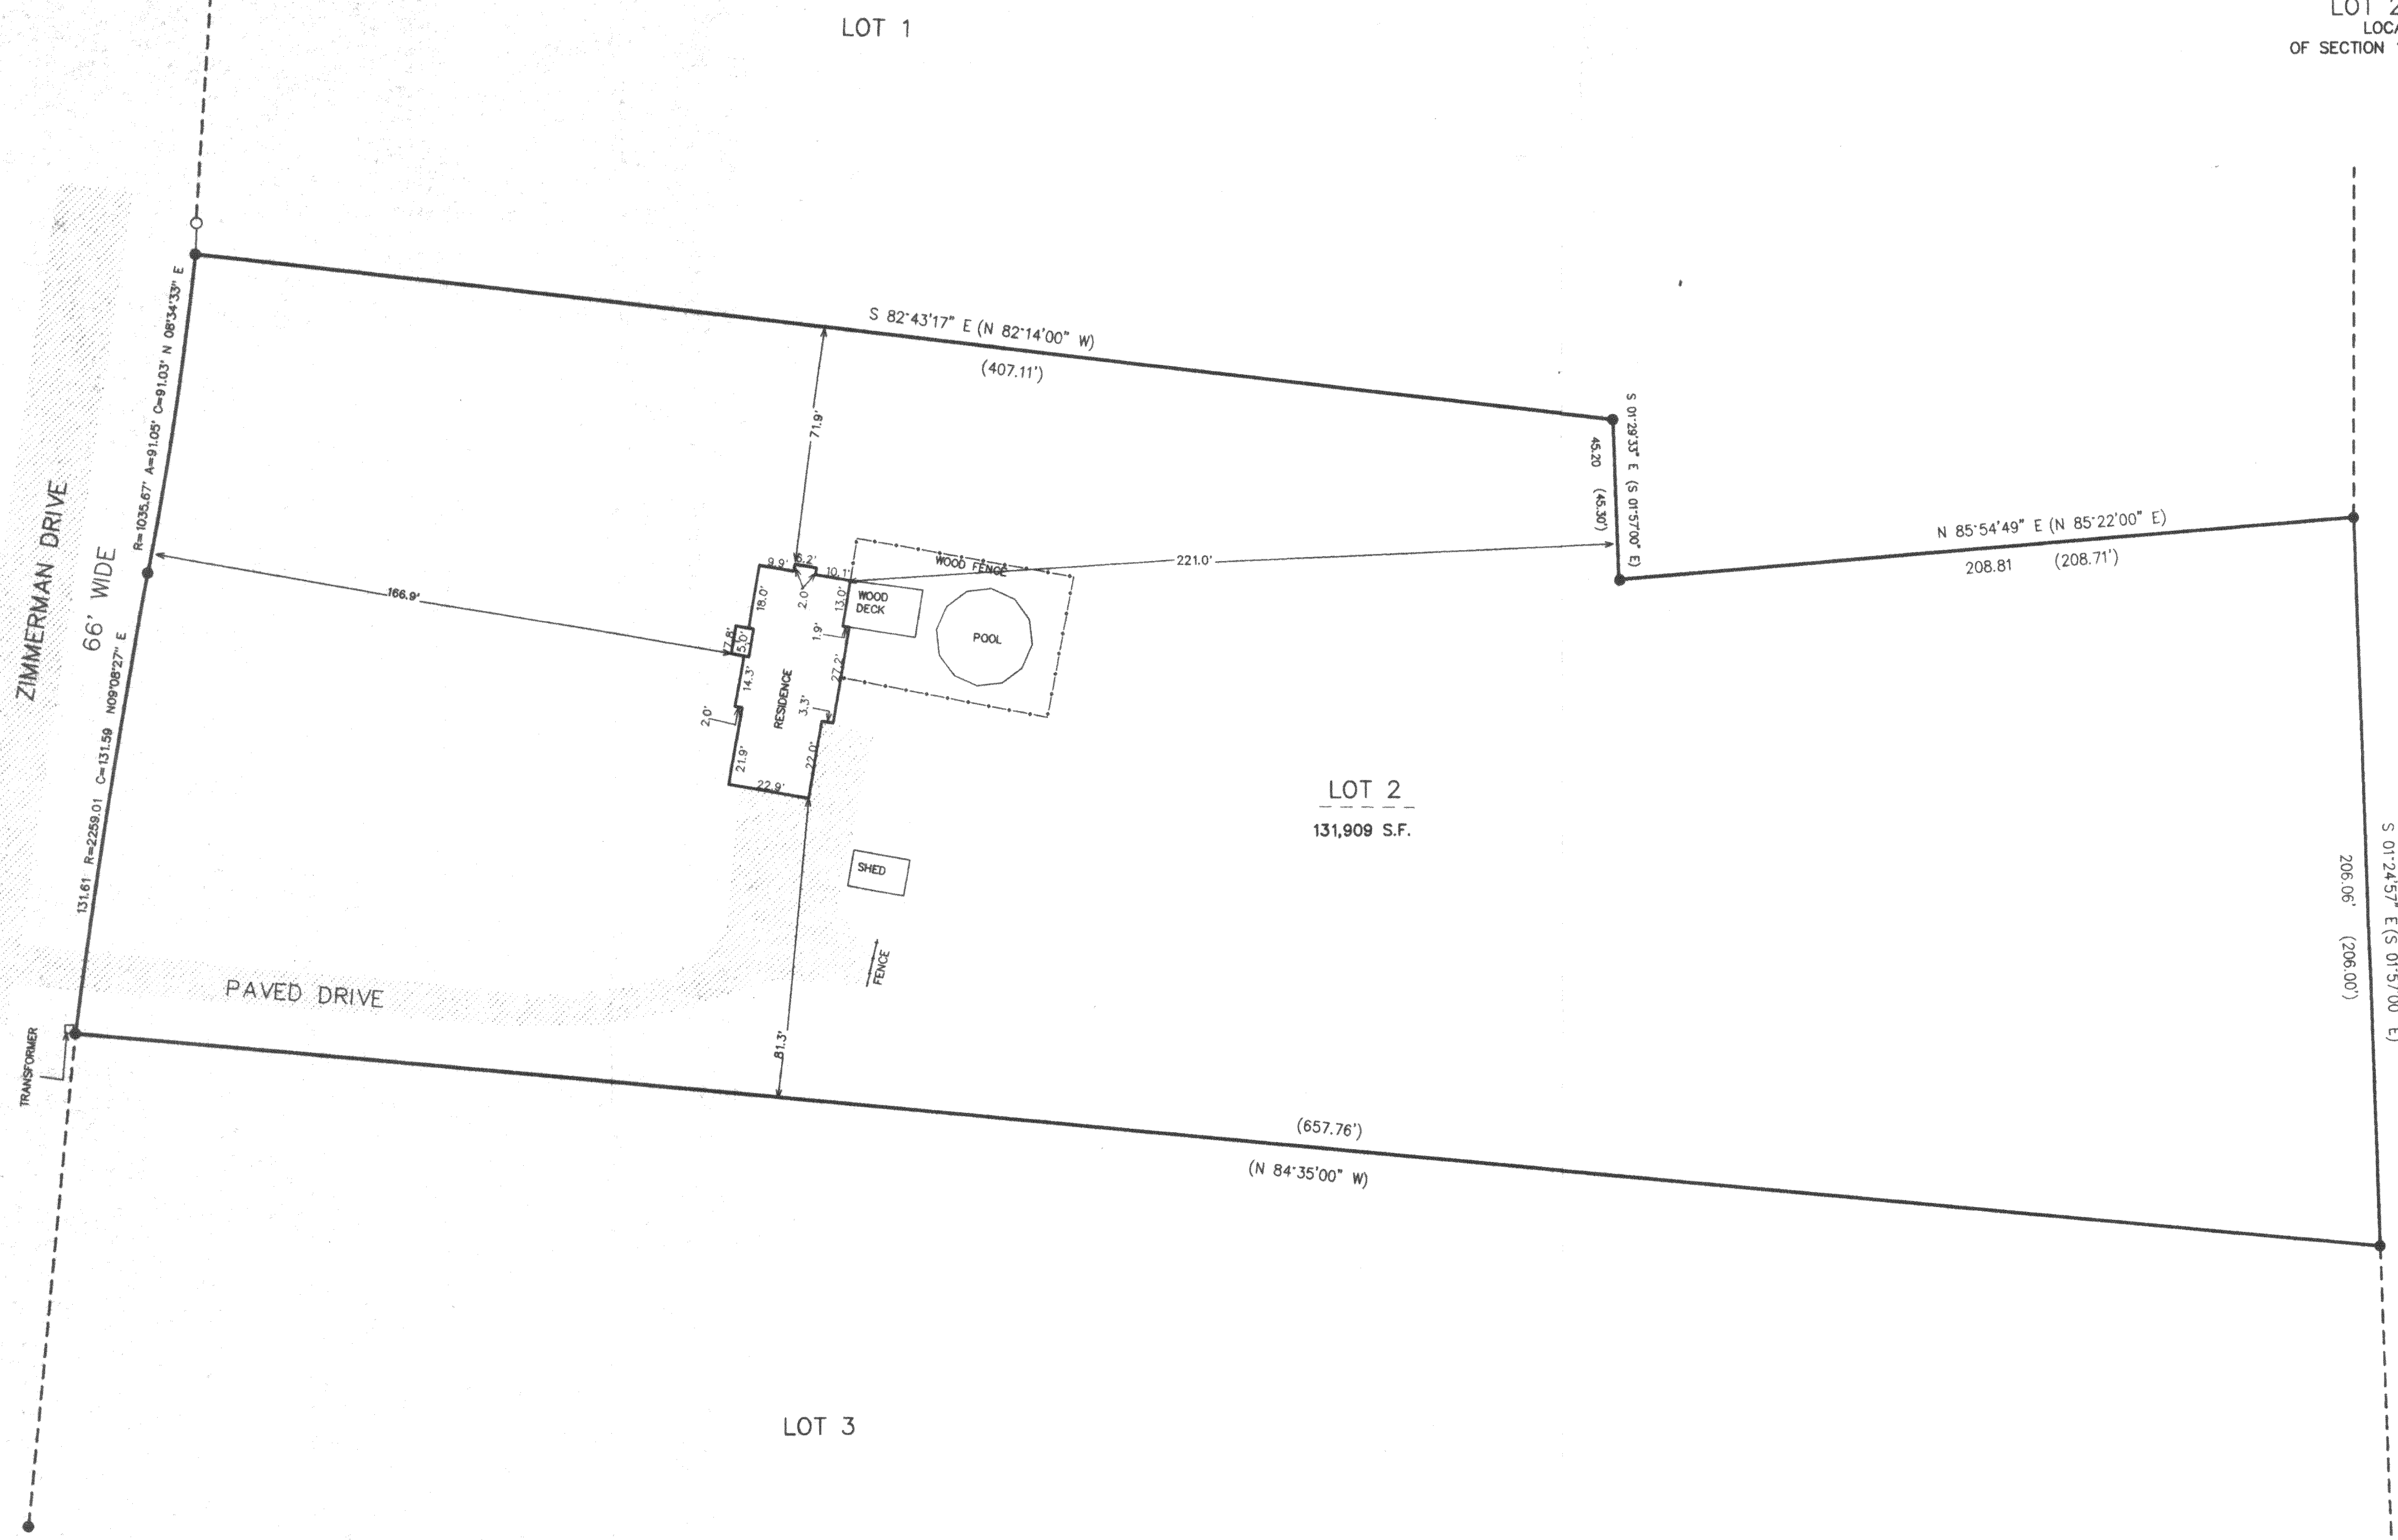 LOT 1
LOT 2
OF SECTION
S 82°43'17" E (N 82°14'00" W)
(407.11')
S 01°29'33" E (S 01°57'00" E)
45.20 (45.30')
N 85°54'49" E (N 85°22'00" E)
208.81 (208.71')
R=1035.67' A=91.05' C=91.03' N 08°34'33" E
ZIMMERMAN DRIVE
66' WIDE
131.61 R=2259.01 C=131.59 N09°08'27" E
71.9'
221.0'
166.9'
9.9'
6.2'
10.1'
2.0'
WOOD FENCE
18.0'
13.0'
WOOD
DECK
1.9'
POOL
7.8'
5.0'
14.3'
27.2'
RESIDENCE
3.3'
2.0'
21.9'
22.0'
22.9'
LOT 2
131,909 S.F.
SHED
FENCE
81.3'
PAVED DRIVE
TRANSFORMER
206.06' (206.00')
S 01°24'57" E (S 01°57'00 E)
(657.76')
(N 84°35'00" W)
LOT 3